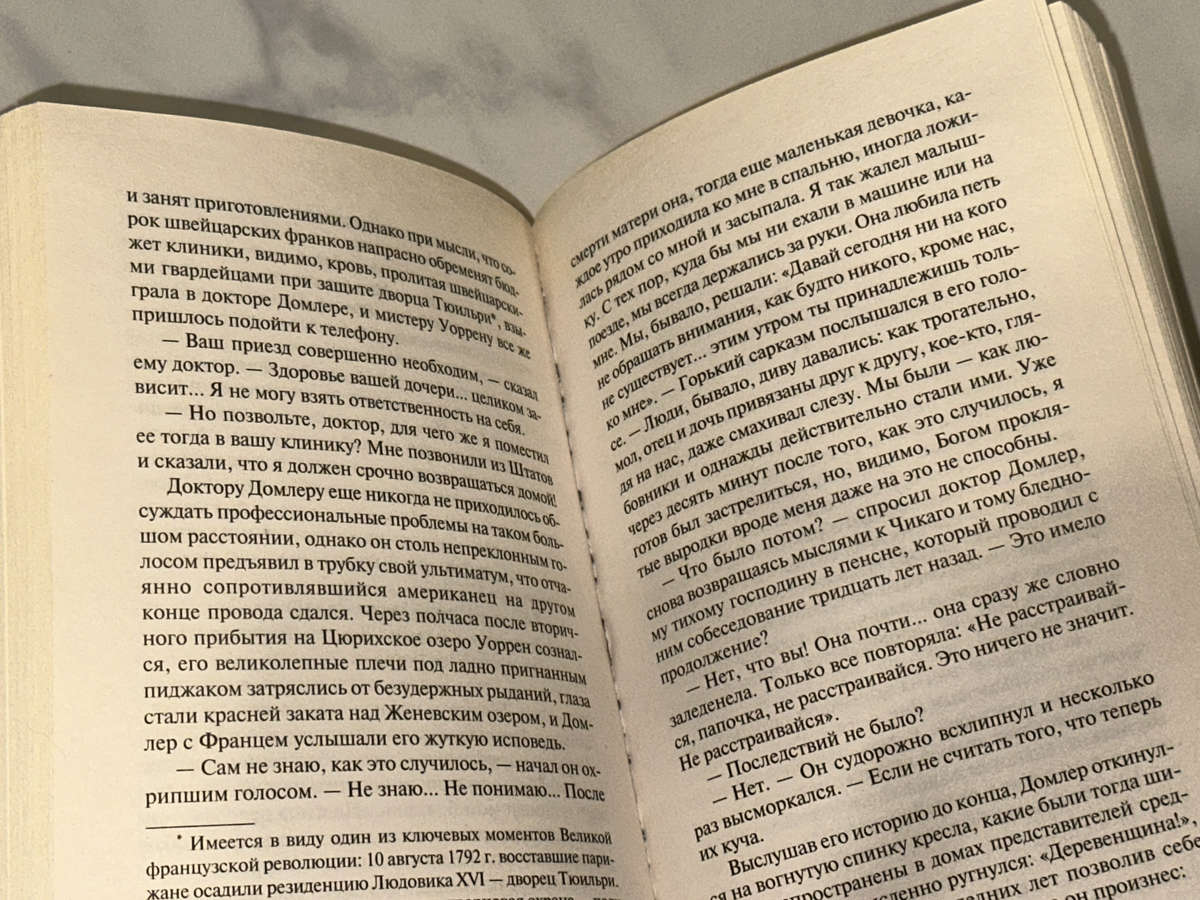 и занят приготовлениями. Однако при мысли, что со-
рок швейцарских франков напрасно обременят бюд-
жет клиники, видимо, кровь, пролитая швейцарски-
ми гвардейцами при защите дворца Тюильри*, взы-
грала в докторе Домлере, и мистеру Уоррену все же
пришлось подойти к телефону.
— Ваш приезд совершенно необходим, — сказал
ему доктор. — Здоровье вашей дочери... целиком за-
висит... Я не могу взять ответственность на себя.
— Но позвольте, доктор, для чего же я поместил
ее тогда в вашу клинику? Мне позвонили из Штатов
и сказали, что я должен срочно возвращаться домой!
Доктору Домлеру еще никогда не приходилось об-
суждать профессиональные проблемы на таком боль-
шом расстоянии, однако он столь непреклонным го-
лосом предъявил в трубку свой ультиматум, что отча-
янно сопротивлявшийся американец на другом
конце провода сдался. Через полчаса после вторич-
ного прибытия на Цюрихское озеро Уоррен сознал-
ся, его великолепные плечи под ладно пригнанным
пиджаком затряслись от безудержных рыданий, глаза
стали красней заката над Женевским озером, и Дом-
лер с Францем услышали его жуткую исповедь.
— Сам не знаю, как это случилось, — начал он ох-
рипшим голосом. — Не знаю... Не понимаю... После
* Имеется в виду один из ключевых моментов Великой
французской революции: 10 августа 1792 г. восставшие пари-
жане осадили резиденцию Людовика XVI — дворец Тюильри.
смерти матери она, тогда еще маленькая девочка, ка-
ждое утро приходила ко мне в спальню, иногда ложи-
лась рядом со мной и засыпала. Я так жалел малыш-
ку. С тех пор, куда бы мы ни ехали в машине или на
поезде, мы всегда держались за руки. Она любила петь
мне. Мы, бывало, решали: «Давай сегодня ни на кого
не обращать внимания, как будто никого, кроме нас,
не существует... этим утром ты принадлежишь толь-
ко мне». — Горький сарказм послышался в его голо-
се. — Люди, бывало, диву давались: как трогательно,
мол, отец и дочь привязаны друг к другу, кое-кто, гля-
дя на нас, даже смахивал слезу. Мы были — как лю-
бовники и однажды действительно стали ими. Уже
через десять минут после того, как это случилось, я
готов был застрелиться, но, видимо, Богом прокля-
тые выродки вроде меня даже на это не способны.
— Что было потом? — спросил доктор Домлер,
снова возвращаясь мыслями к Чикаго и тому бледно-
му тихому господину в пенсне, который проводил с
ним собеседование тридцать лет назад. — Это имело
продолжение?
— Нет, что вы! Она почти... она сразу же словно
заледенела. Только все повторяла: «Не расстраивай-
ся, папочка, не расстраивайся. Это ничего не значит.
Не расстраивайся».
— Последствий не было?
— Нет. — Он судорожно всхлипнул и несколько
раз высморкался. — Если не считать того, что теперь
их куча.
Выслушав его историю до конца, Домлер откинул-
ся на вогнутую спинку кресла, какие были тогда ши-
распространены в домах представителей сред-
ругнулся: «Деревенщина!»,
лет позволив себе
он произнес: